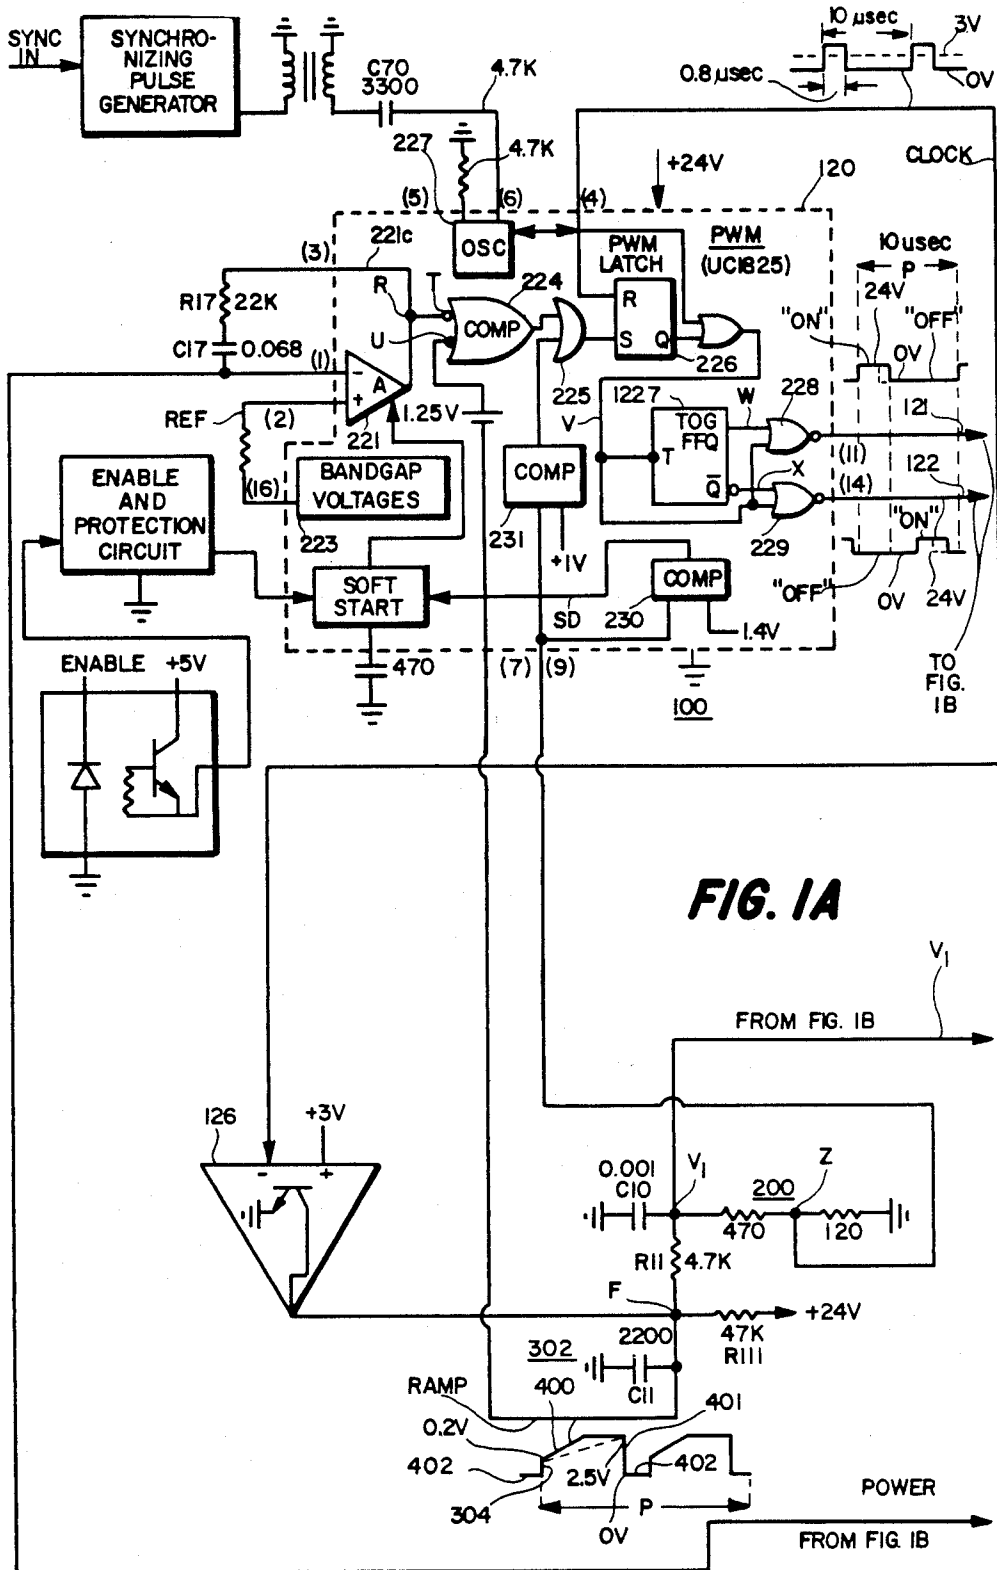 SYNC IN
SYNCHRO-
NIZING
PULSE
GENERATOR
C70
3300
4.7K
4.7K
10 µsec
3V
0.8 µsec
0V
CLOCK
227
(5)
(6)
(4)
+24V
120
OSC
PWM
LATCH
PWM
(UC1825)
(3)
221c
R
T
224
COMP
U
R17
22K
C17
0.068
(1)
A
-
+
REF
(2)
221
1.25V
225
R
S
Q
226
10 usec
P
24V
"ON"
"OFF"
0V
121
122
V
1227
TOG
FFQ
T
Q̅
W
X
228
229
(11)
(14)
"ON"
"OFF"
0V
24V
TO
FIG.
1B
ENABLE
AND
PROTECTION
CIRCUIT
(16)
BANDGAP
VOLTAGES
223
SOFT
START
COMP
231
+1V
SD
COMP
230
1.4V
470
(7)
(9)
100
ENABLE
+5V
FIG. 1A
V1
FROM FIG. 1B
126
+3V
-
+
0.001
C10
V1
200
Z
470
120
R11
4.7K
F
+24V
47K
R111
2200
C11
302
400
RAMP
0.2V
402
304
401
2.5V
402
0V
P
POWER
FROM FIG. 1B